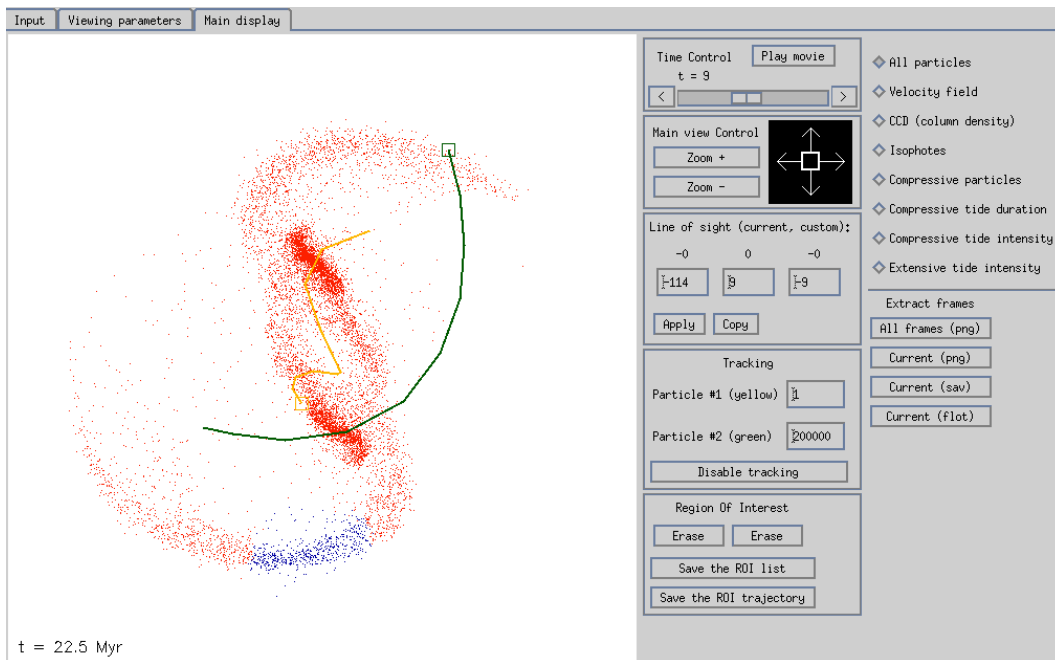 Input Viewing parameters Main display
Time Control Play movie
t = 9
< >
Main view Control
Zoom +
Zoom -
Line of sight (current, custom):
-0 0 -0
-114 9 -9
Apply Copy
Tracking
Particle #1 (yellow) 1
Particle #2 (green) 200000
Disable tracking
Region Of Interest
Erase Erase
Save the ROI list
Save the ROI trajectory
All particles
Velocity field
CCD (column density)
Isophotes
Compressive particles
Compressive tide duration
Compressive tide intensity
Extensive tide intensity
Extract frames
All frames (png)
Current (png)
Current (sav)
Current (flot)
t = 22.5 Myr